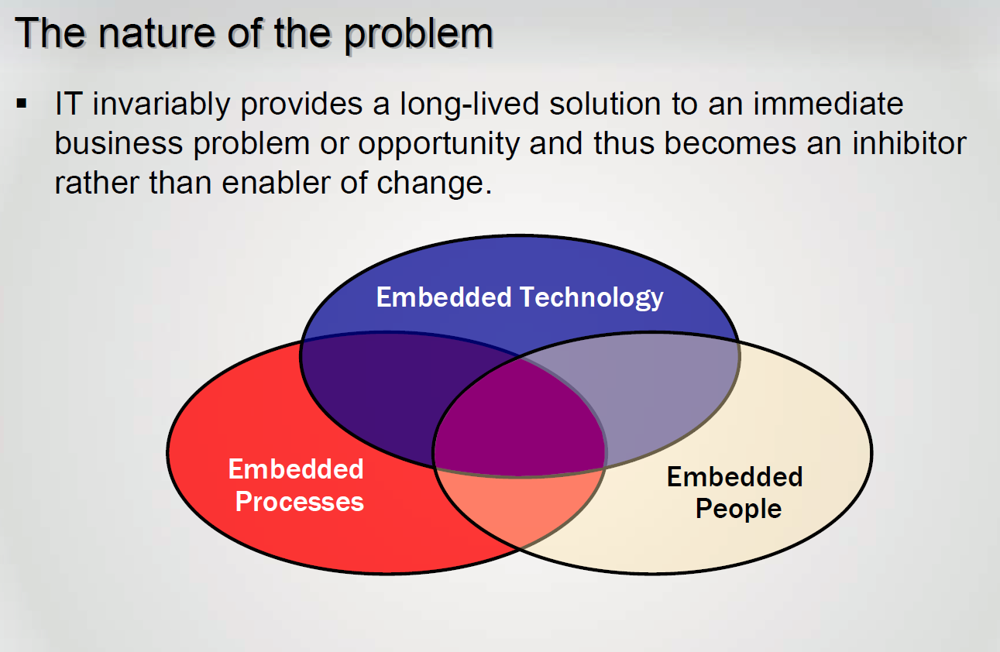 The nature of the problem
▪ IT invariably provides a long-lived solution to an immediate
business problem or opportunity and thus becomes an inhibitor
rather than enabler of change.
Embedded Technology
Embedded
Processes
Embedded
People